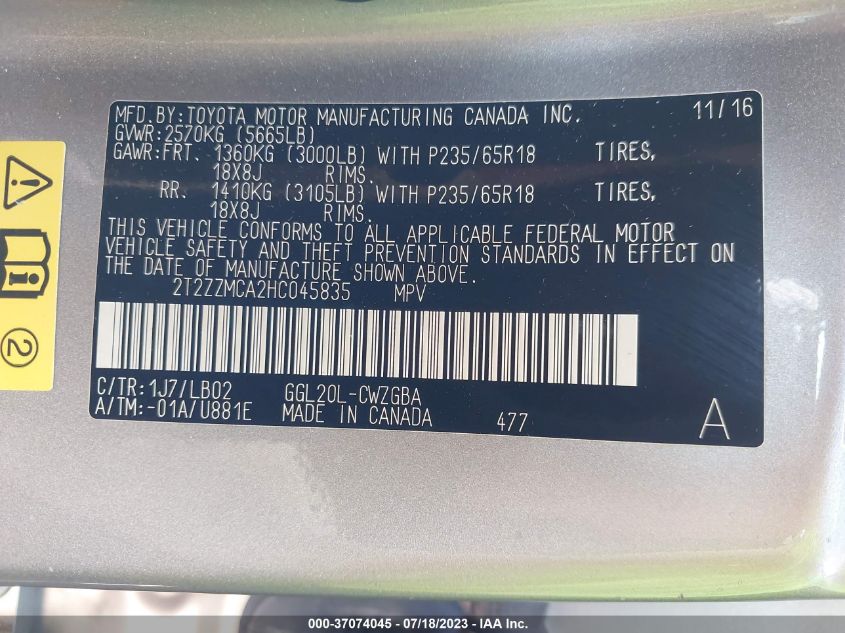 MFD.BY:TOYOTA MOTOR MANUFACTURING CANADA INC. 11/16
GVWR:2570KG (5665LB)
GAWR:FRT. 1360KG (3000LB) WITH P235/65R18 TIRES,
18X8J RIMS.
RR. 1410KG (3105LB) WITH P235/65R18 TIRES,
18X8J RIMS.
THIS VEHICLE CONFORMS TO ALL APPLICABLE FEDERAL MOTOR
VEHICLE SAFETY AND THEFT PREVENTION STANDARDS IN EFFECT ON
THE DATE OF MANUFACTURE SHOWN ABOVE.
2T2ZZMCA2HC045835 MPV
C/TR:1J7/LB02 GGL20L-CWZGBA
A/TM:-01A/U881E MADE IN CANADA 477 A
2
000-37074045 - 07/18/2023 - IAA Inc.